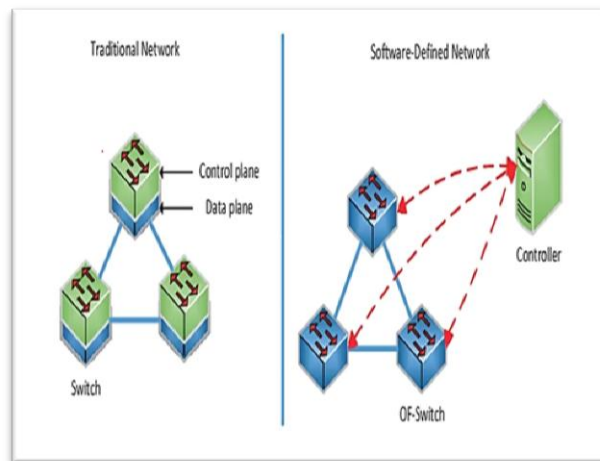 Traditional Network
Software-Defined Network
Control plane
Data plane
Controller
Switch
OF-Switch